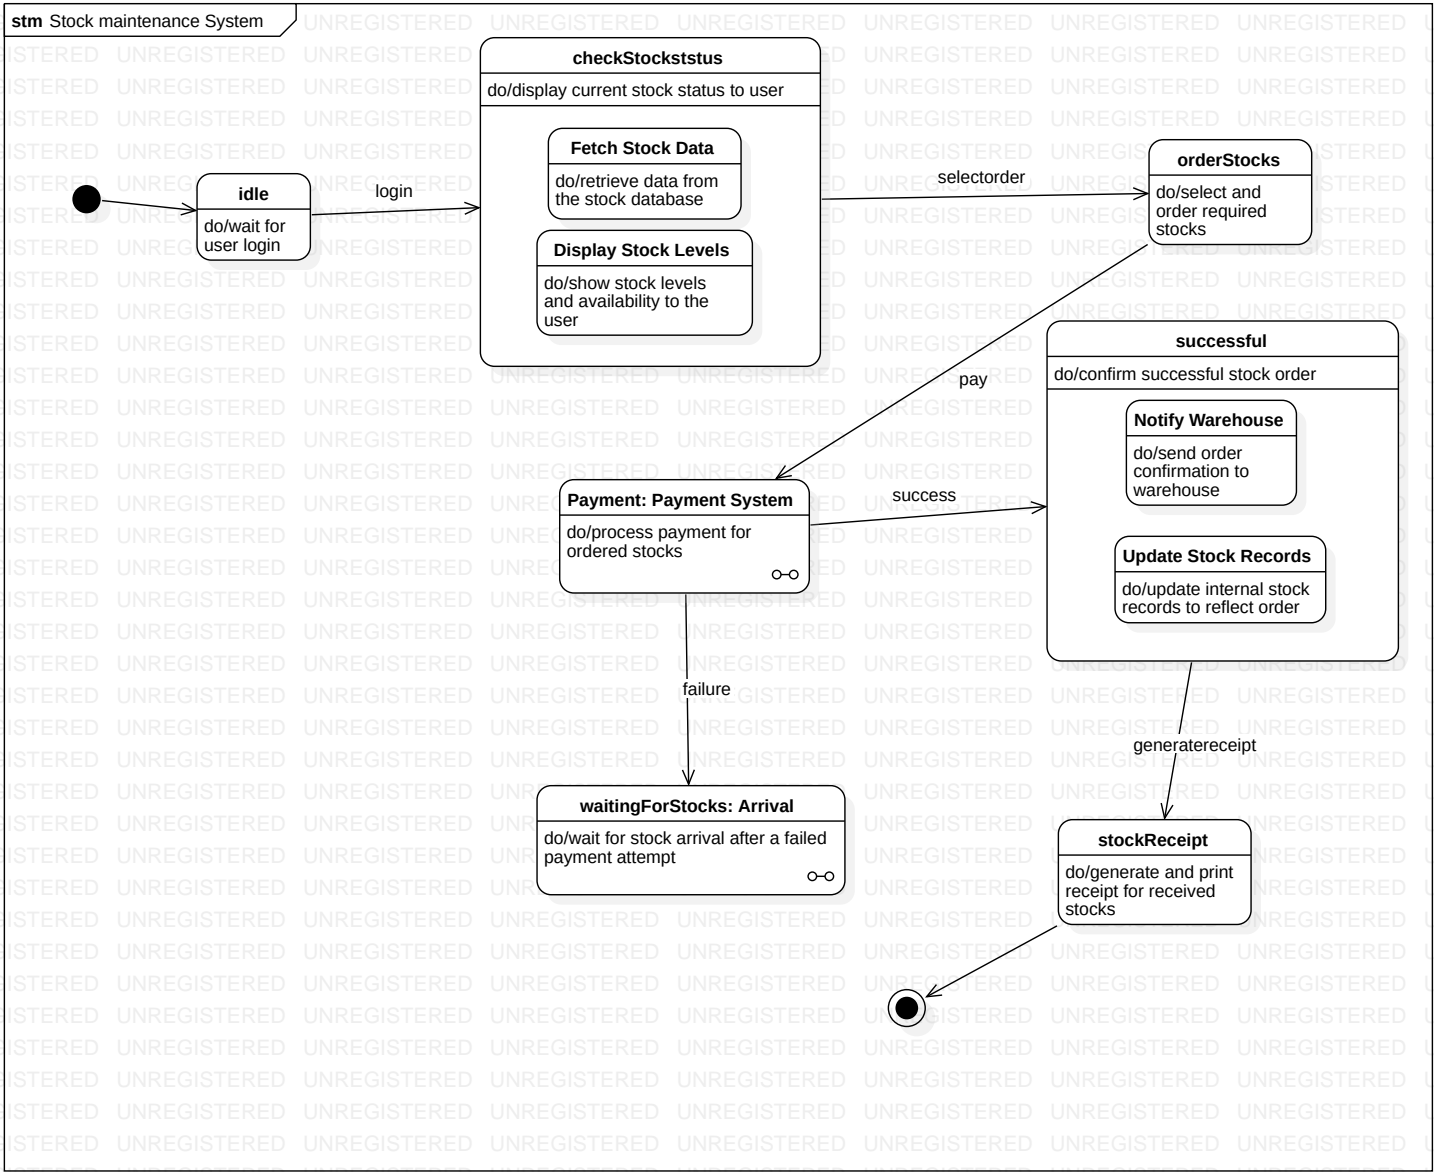 stm Stock maintenance System
checkStockststus
do/display current stock status to user
Fetch Stock Data
do/retrieve data from
the stock database
Display Stock Levels
do/show stock levels
and availability to the
user
idle
do/wait for
user login
login
selectorder
orderStocks
do/select and
order required
stocks
pay
successful
do/confirm successful stock order
Notify Warehouse
do/send order
confirmation to
warehouse
Update Stock Records
do/update internal stock
records to reflect order
Payment: Payment System
do/process payment for
ordered stocks
success
failure
generatereceipt
waitingForStocks: Arrival
do/wait for stock arrival after a failed
payment attempt
stockReceipt
do/generate and print
receipt for received
stocks
UNREGISTERED